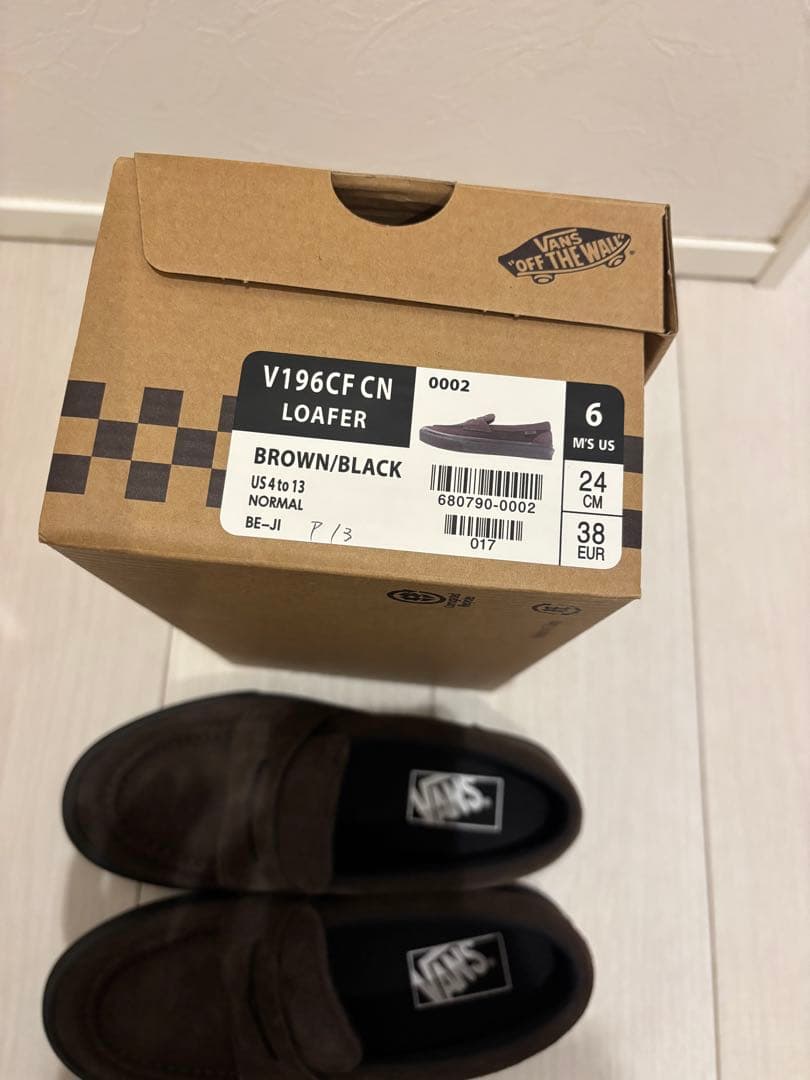 VANS
"OFF THE WALL"
V196CF CN
LOAFER
0002
6
M'S US
BROWN/BLACK
US 4 to 13
NORMAL
BE-JI
P 13
680790-0002
017
24
CM
38
EUR
VANS
VANS